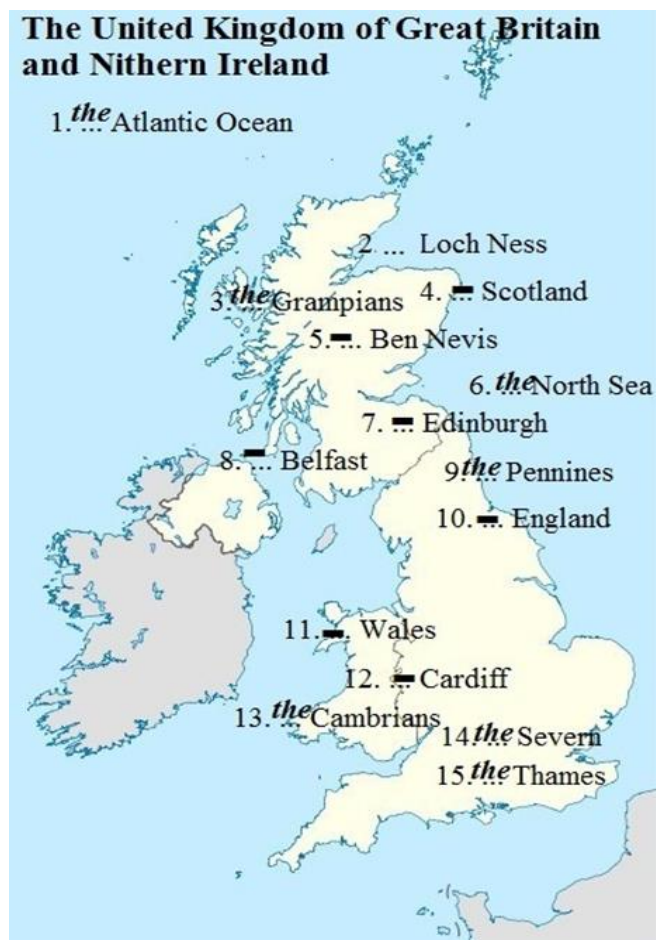 The United Kingdom of Great Britain
and Nithern Ireland
1. the ... Atlantic Ocean
2 ... Loch Ness
3. the ... Grampians
4. – ... Scotland
5. – ... Ben Nevis
6. the ... North Sea
7. – ... Edinburgh
8. – ... Belfast
9 the ... Pennines
10. – ... England
11. – ... Wales
12. – ... Cardiff
13. the ... Cambrians
14. the ... Severn
15. the ... Thames